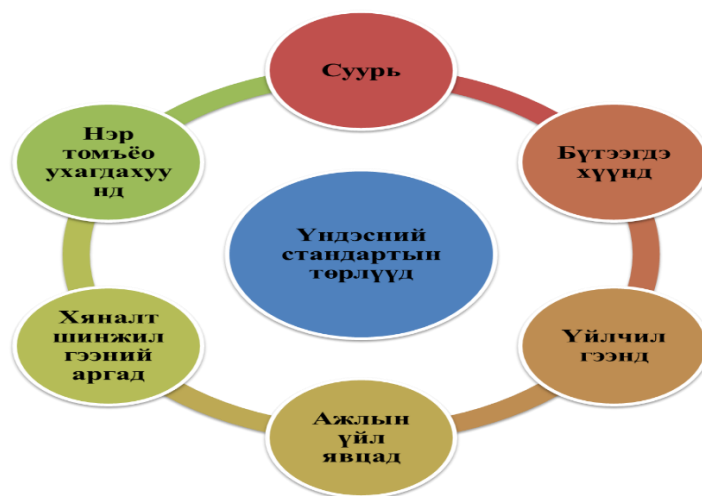 Суурь
Бүтээгдэ
хүүнд
Үйлчил
гээнд
Ажлын
үйл
явцад
Хяналт
шинжил
гээний
аргад
Нэр
томъёо
ухагдахуу
нд
Үндэсний
стандартын
төрлүүд